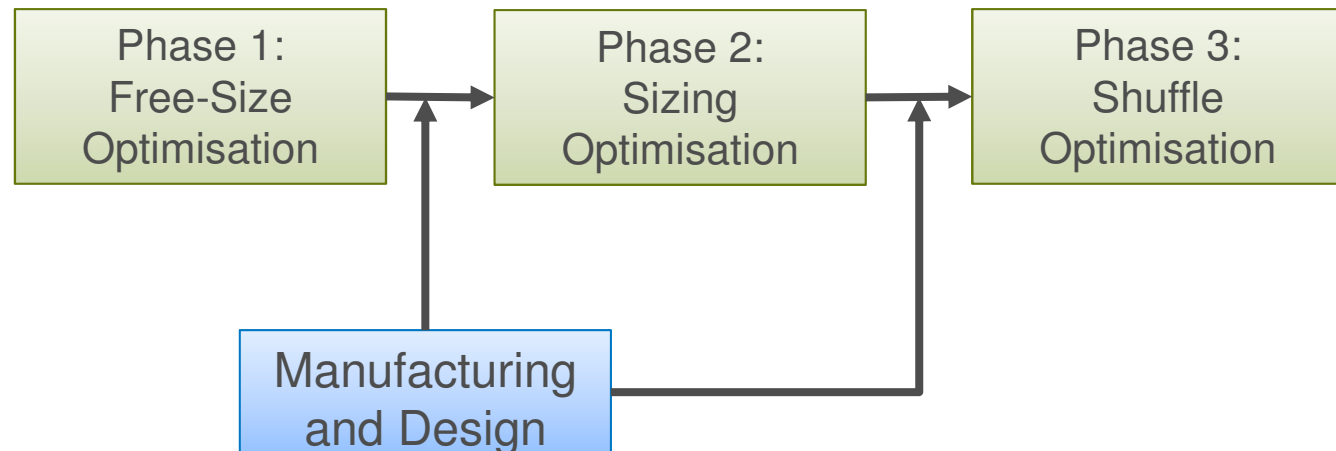 Phase 1:
Free-Size
Optimisation
Phase 2:
Sizing
Optimisation
Phase 3:
Shuffle
Optimisation
Manufacturing
and Design